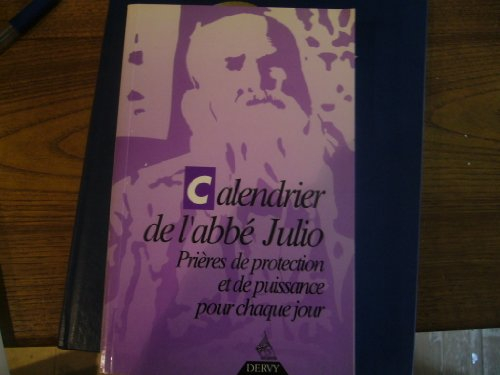 Calendrier
de l'abbé Julio
Prières de protection
et de puissance
pour chaque jour
DERVY